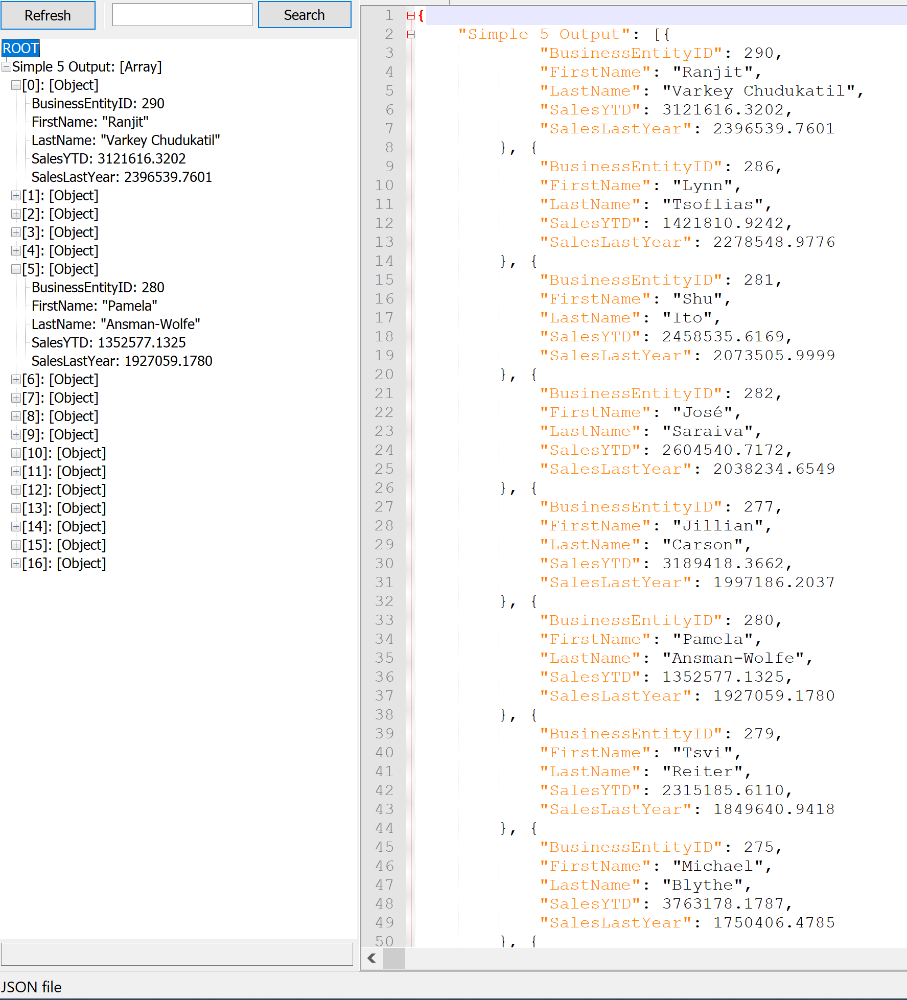 Refresh
Search
ROOT
Simple 5 Output: [Array]
[0]: [Object]
BusinessEntityID: 290
FirstName: "Ranjit"
LastName: "Varkey Chudukatil"
SalesYTD: 3121616.3202
SalesLastYear: 2396539.7601
[1]: [Object]
[2]: [Object]
[3]: [Object]
[4]: [Object]
[5]: [Object]
BusinessEntityID: 280
FirstName: "Pamela"
LastName: "Ansman-Wolfe"
SalesYTD: 1352577.1325
SalesLastYear: 1927059.1780
[6]: [Object]
[7]: [Object]
[8]: [Object]
[9]: [Object]
[10]: [Object]
[11]: [Object]
[12]: [Object]
[13]: [Object]
[14]: [Object]
[15]: [Object]
[16]: [Object]
1 {
2 "Simple 5 Output": [{
3 "BusinessEntityID": 290,
4 "FirstName": "Ranjit",
5 "LastName": "Varkey Chudukatil",
6 "SalesYTD": 3121616.3202,
7 "SalesLastYear": 2396539.7601
8 }, {
9 "BusinessEntityID": 286,
10 "FirstName": "Lynn",
11 "LastName": "Tsoflias",
12 "SalesYTD": 1421810.9242,
13 "SalesLastYear": 2278548.9776
14 }, {
15 "BusinessEntityID": 281,
16 "FirstName": "Shu",
17 "LastName": "Ito",
18 "SalesYTD": 2458535.6169,
19 "SalesLastYear": 2073505.9999
20 }, {
21 "BusinessEntityID": 282,
22 "FirstName": "José",
23 "LastName": "Saraiva",
24 "SalesYTD": 2604540.7172,
25 "SalesLastYear": 2038234.6549
26 }, {
27 "BusinessEntityID": 277,
28 "FirstName": "Jillian",
29 "LastName": "Carson",
30 "SalesYTD": 3189418.3662,
31 "SalesLastYear": 1997186.2037
32 }, {
33 "BusinessEntityID": 280,
34 "FirstName": "Pamela",
35 "LastName": "Ansman-Wolfe",
36 "SalesYTD": 1352577.1325,
37 "SalesLastYear": 1927059.1780
38 }, {
39 "BusinessEntityID": 279,
40 "FirstName": "Tsvi",
41 "LastName": "Reiter",
42 "SalesYTD": 2315185.6110,
43 "SalesLastYear": 1849640.9418
44 }, {
45 "BusinessEntityID": 275,
46 "FirstName": "Michael",
47 "LastName": "Blythe",
48 "SalesYTD": 3763178.1787,
49 "SalesLastYear": 1750406.4785
50 }, {
JSON file